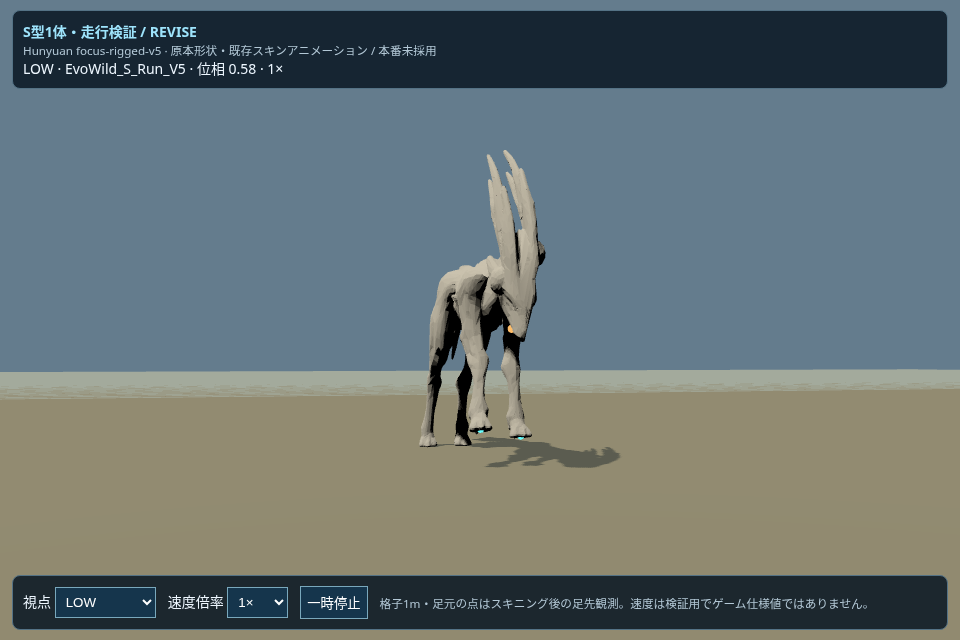 S型1体・走行検証 / REVISE
Hunyuan focus-rigged-v5 · 原本形状・既存スキンアニメーション / 本番未採用
LOW · EvoWild_S_Run_V5 · 位相 0.58 · 1×
視点 LOW 速度倍率 1× 一時停止 格子1m・足元の点はスキニング後の足先観測。速度は検証用でゲーム仕様値ではありません。